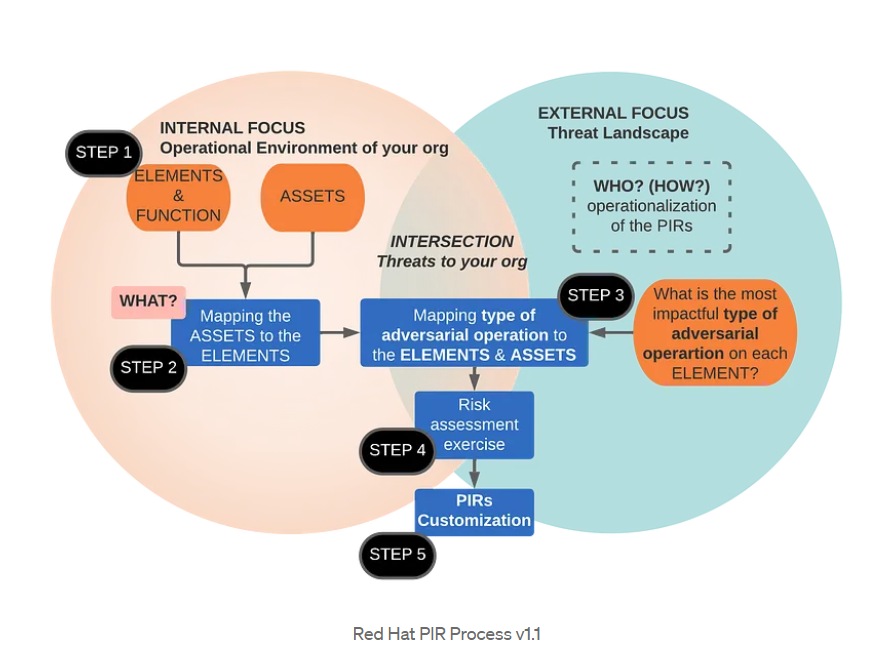 INTERNAL FOCUS
Operational Environment of your org
STEP 1
ELEMENTS
&
FUNCTION
ASSETS
EXTERNAL FOCUS
Threat Landscape
WHO? (HOW?)
operationalization
of the PIRs
INTERSECTION
Threats to your org
WHAT?
Mapping the
ASSETS to the
ELEMENTS
STEP 2
Mapping type of
adversarial operation to
the ELEMENTS & ASSETS
STEP 3
What is the most
impactful type of
adversarial
operartion on each
ELEMENT?
Risk
assessment
exercise
STEP 4
PIRs
Customization
STEP 5
Red Hat PIR Process v1.1